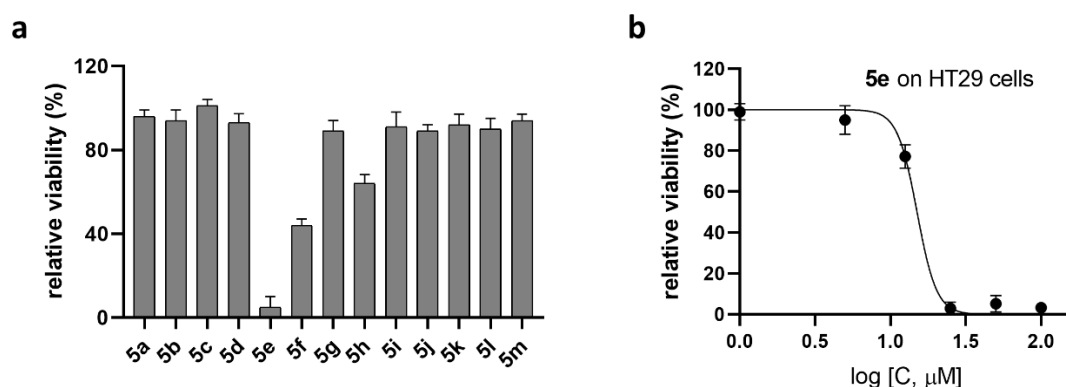 a
relative viability (%)
120
80
40
0
5a 5b 5c 5d 5e 5f 5g 5h 5i 5j 5k 5l 5m
b
5e on HT29 cells
relative viability (%)
120
100
80
60
40
20
0
0.0 0.5 1.0 1.5 2.0
log [C, μM]